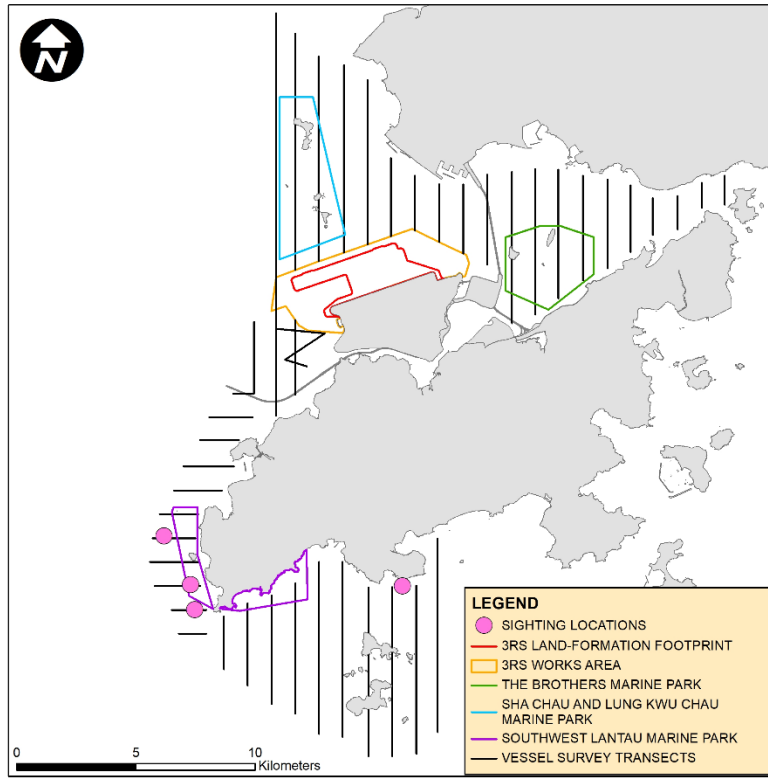 N
LEGEND
SIGHTING LOCATIONS
3RS LAND-FORMATION FOOTPRINT
3RS WORKS AREA
THE BROTHERS MARINE PARK
SHA CHAU AND LUNG KWU CHAU
MARINE PARK
SOUTHWEST LANTAU MARINE PARK
VESSEL SURVEY TRANSECTS
0 5 10
Kilometers